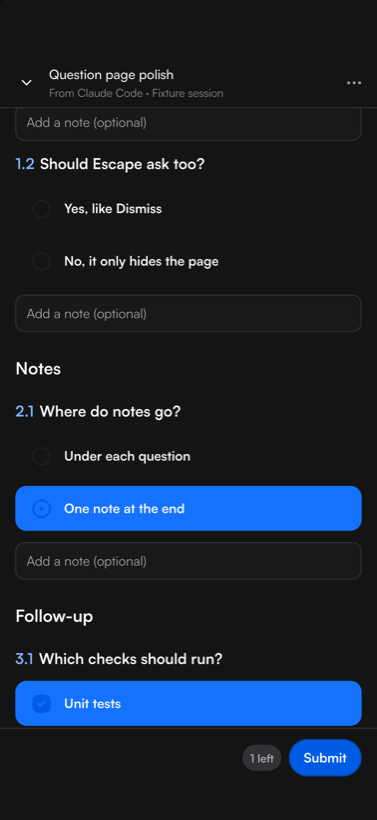 Question page polish
From Claude Code • Fixture session
Add a note (optional)
1.2 Should Escape ask too?
Yes, like Dismiss
No, it only hides the page
Add a note (optional)
Notes
2.1 Where do notes go?
Under each question
One note at the end
Add a note (optional)
Follow-up
3.1 Which checks should run?
Unit tests
1 left
Submit